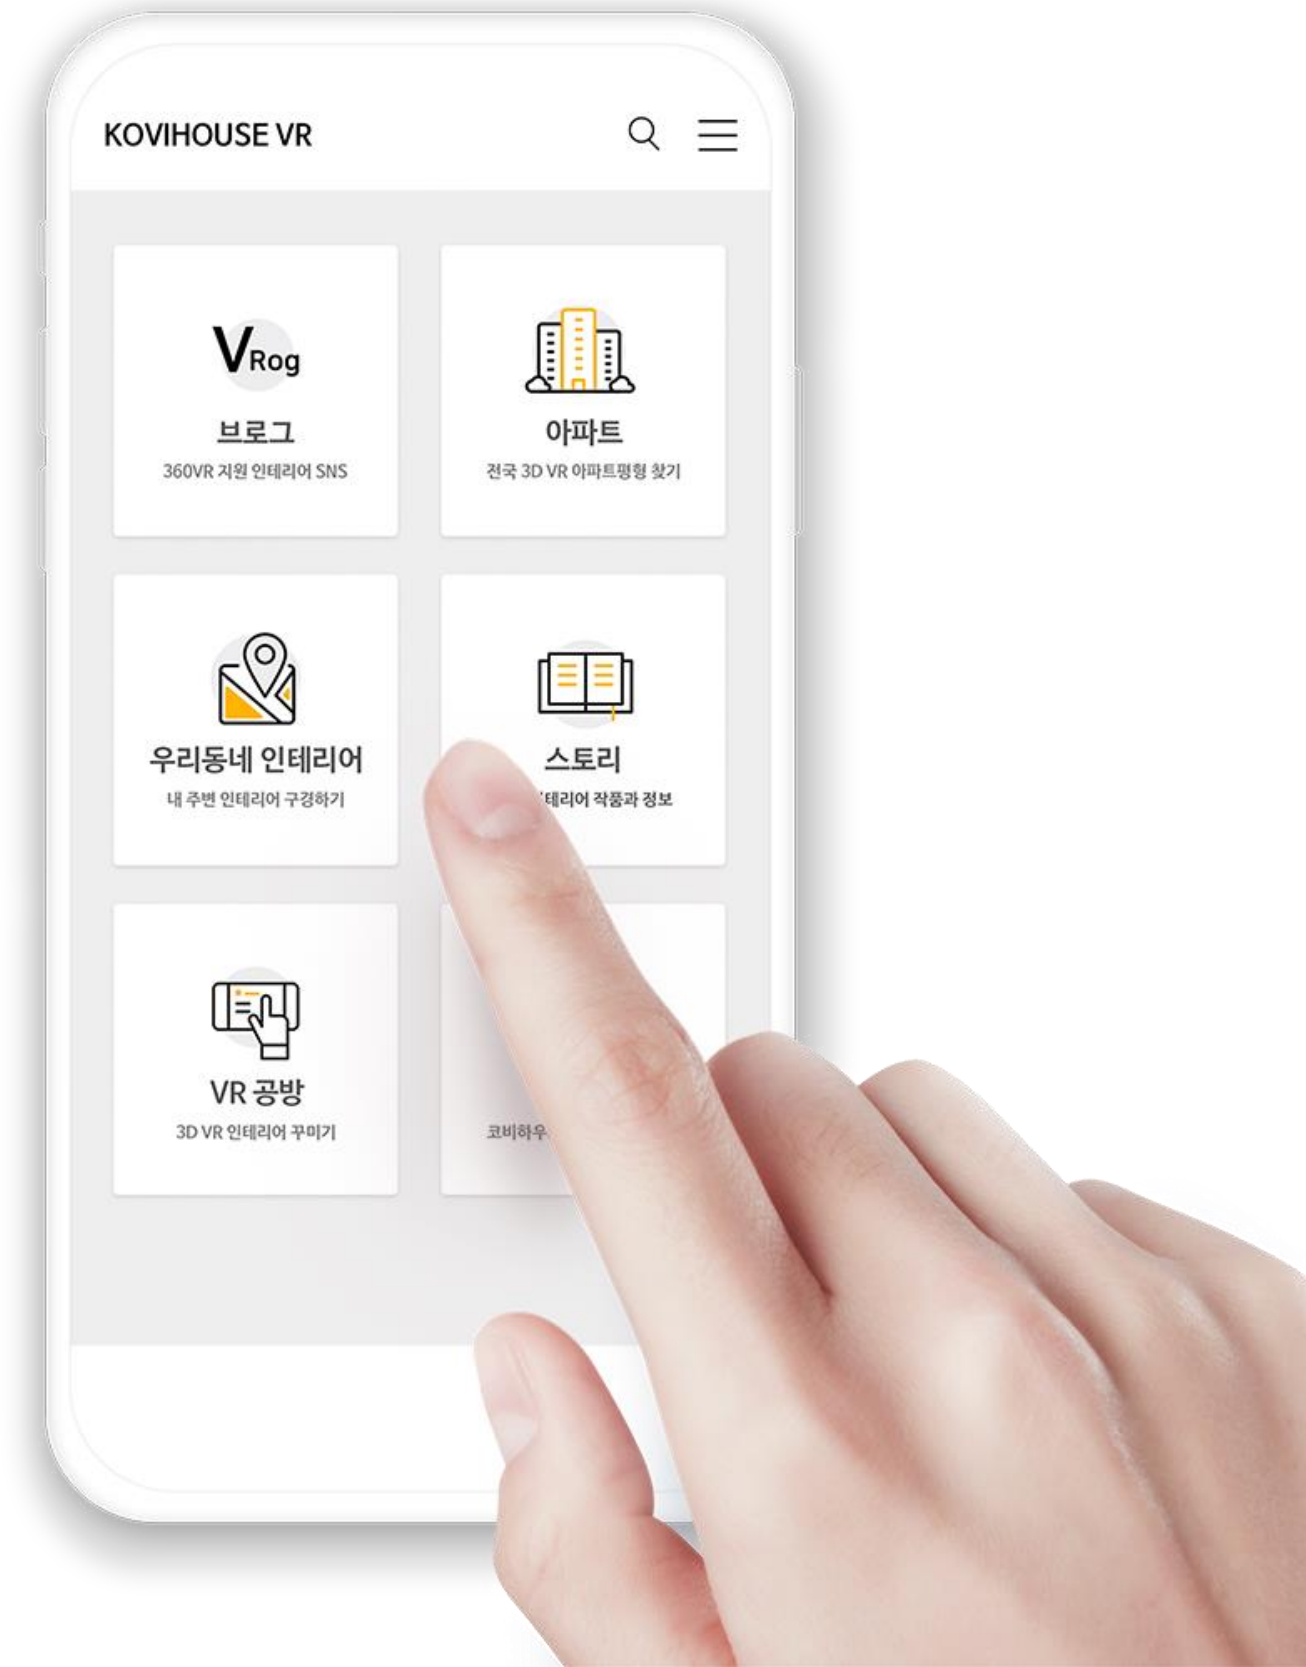 KOVIHOUSE VR
VRog
브로그
360VR 지원 인테리어 SNS
아파트
전국 3D VR 아파트평형 찾기
우리동네 인테리어
내 주변 인테리어 구경하기
스토리
테리어 작품과 정보
VR 공방
3D VR 인테리어 꾸미기
코비하우